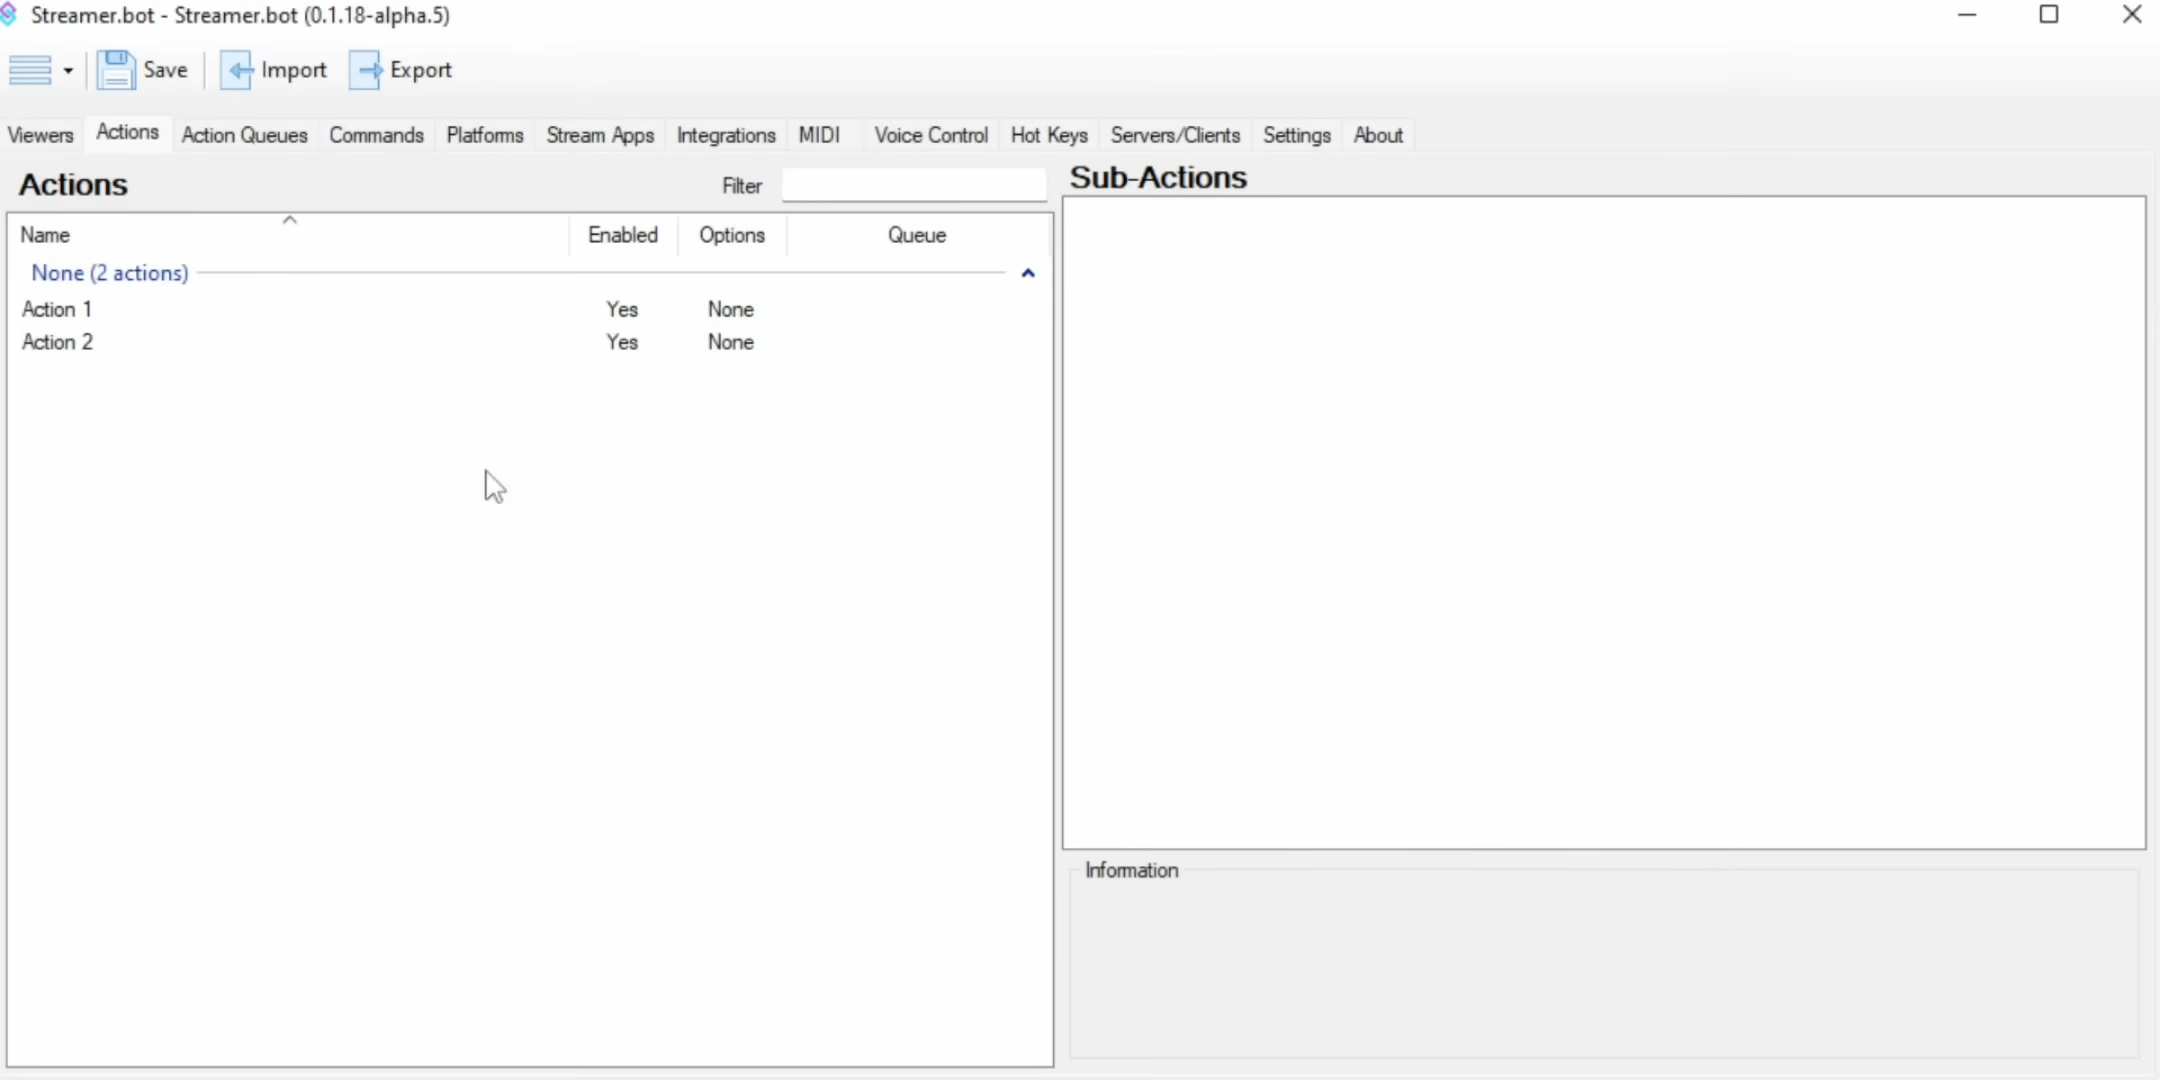 Streamer.bot - Streamer.bot (0.1.18-alpha.5)
Save Import Export
Viewers Actions Action Queues Commands Platforms Stream Apps Integrations MIDI Voice Control Hot Keys Servers/Clients Settings About
Actions Filter
Name Enabled Options Queue
None (2 actions)
Action 1 Yes None
Action 2 Yes None
Sub-Actions
Information